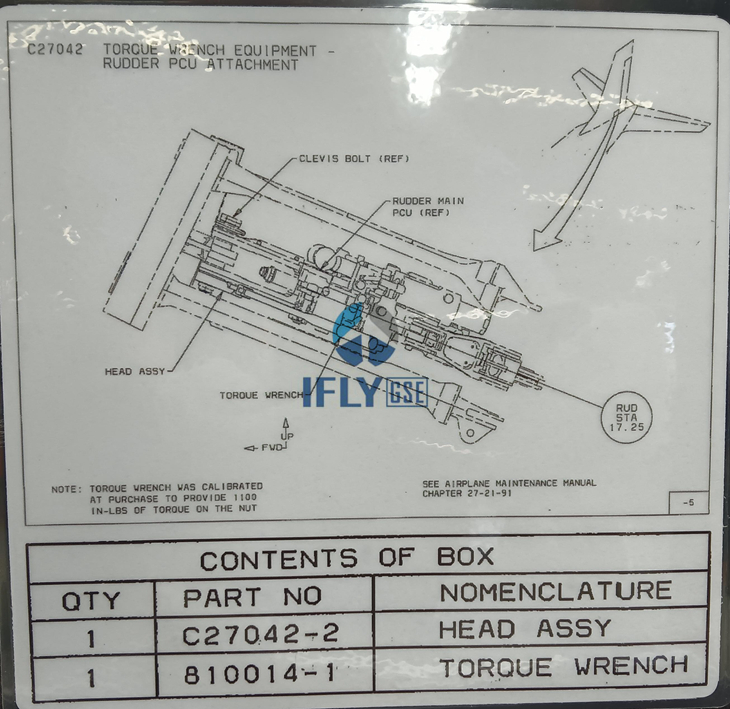 C27042 TORQUE WRENCH EQUIPMENT -
RUDDER PCU ATTACHMENT
CLEVIS BOLT (REF)
RUDDER MAIN
PCU (REF)
HEAD ASSY
TORQUE WRENCH
IFLY GSE
UP
FWD
RUD
STA
17.25
NOTE: TORQUE WRENCH WAS CALIBRATED
AT PURCHASE TO PROVIDE 1100
IN-LBS OF TORQUE ON THE NUT
SEE AIRPLANE MAINTENANCE MANUAL
CHAPTER 27-21-91
-5
CONTENTS OF BOX
QTY PART NO NOMENCLATURE
1 C27042-2 HEAD ASSY
1 810014-1 TORQUE WRENCH